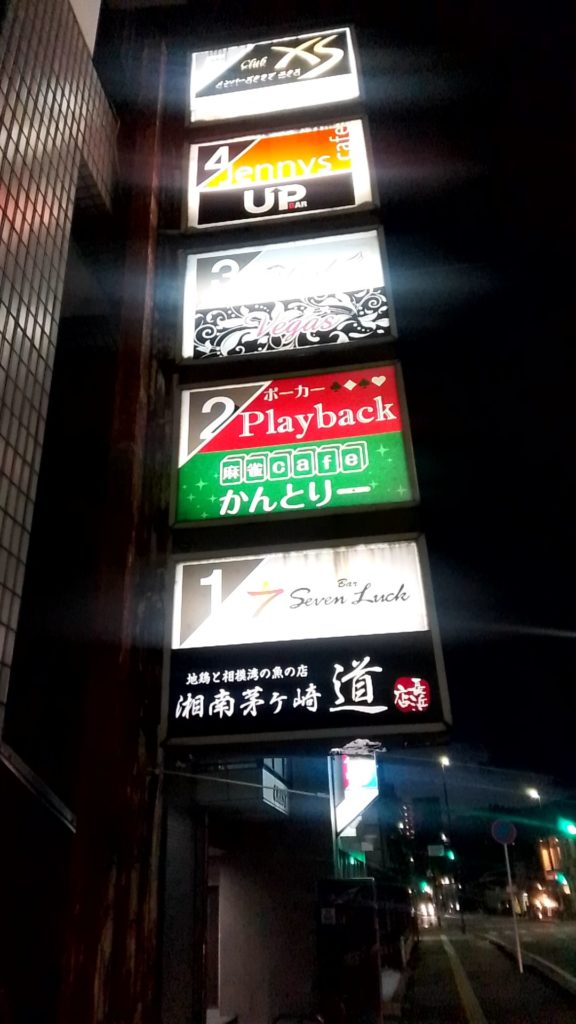 Club XS
4
Jennys cafe
UP
BAR
3
Vegas
2
ポーカー
Playback
麻雀cafe
かんとりー
1
Bar
Seven Luck
地鶏と相模湾の魚の店
湘南茅ヶ崎 道